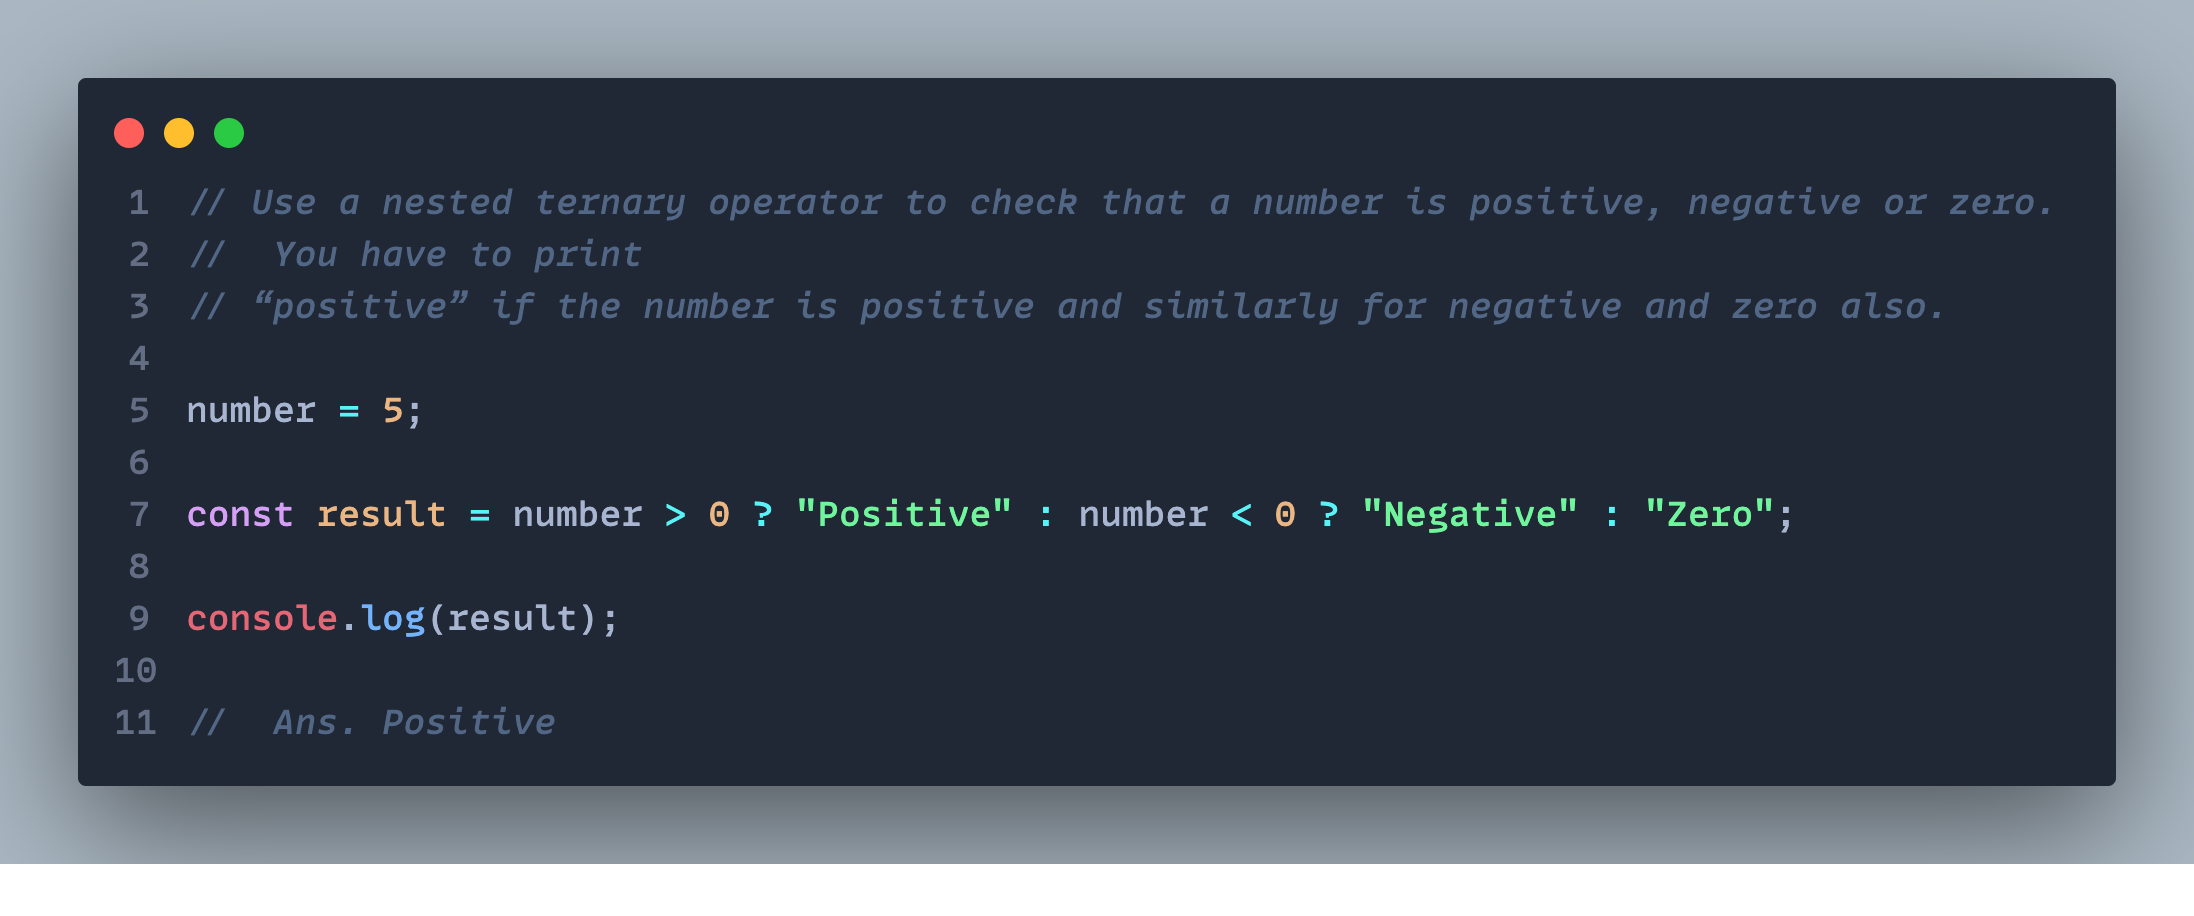 1 // Use a nested ternary operator to check that a number is positive, negative or zero.
2 //  You have to print
3 // “positive” if the number is positive and similarly for negative and zero also.
4
5 number = 5;
6
7 const result = number > 0 ? "Positive" : number < 0 ? "Negative" : "Zero";
8
9 console.log(result);
10
11 //  Ans. Positive